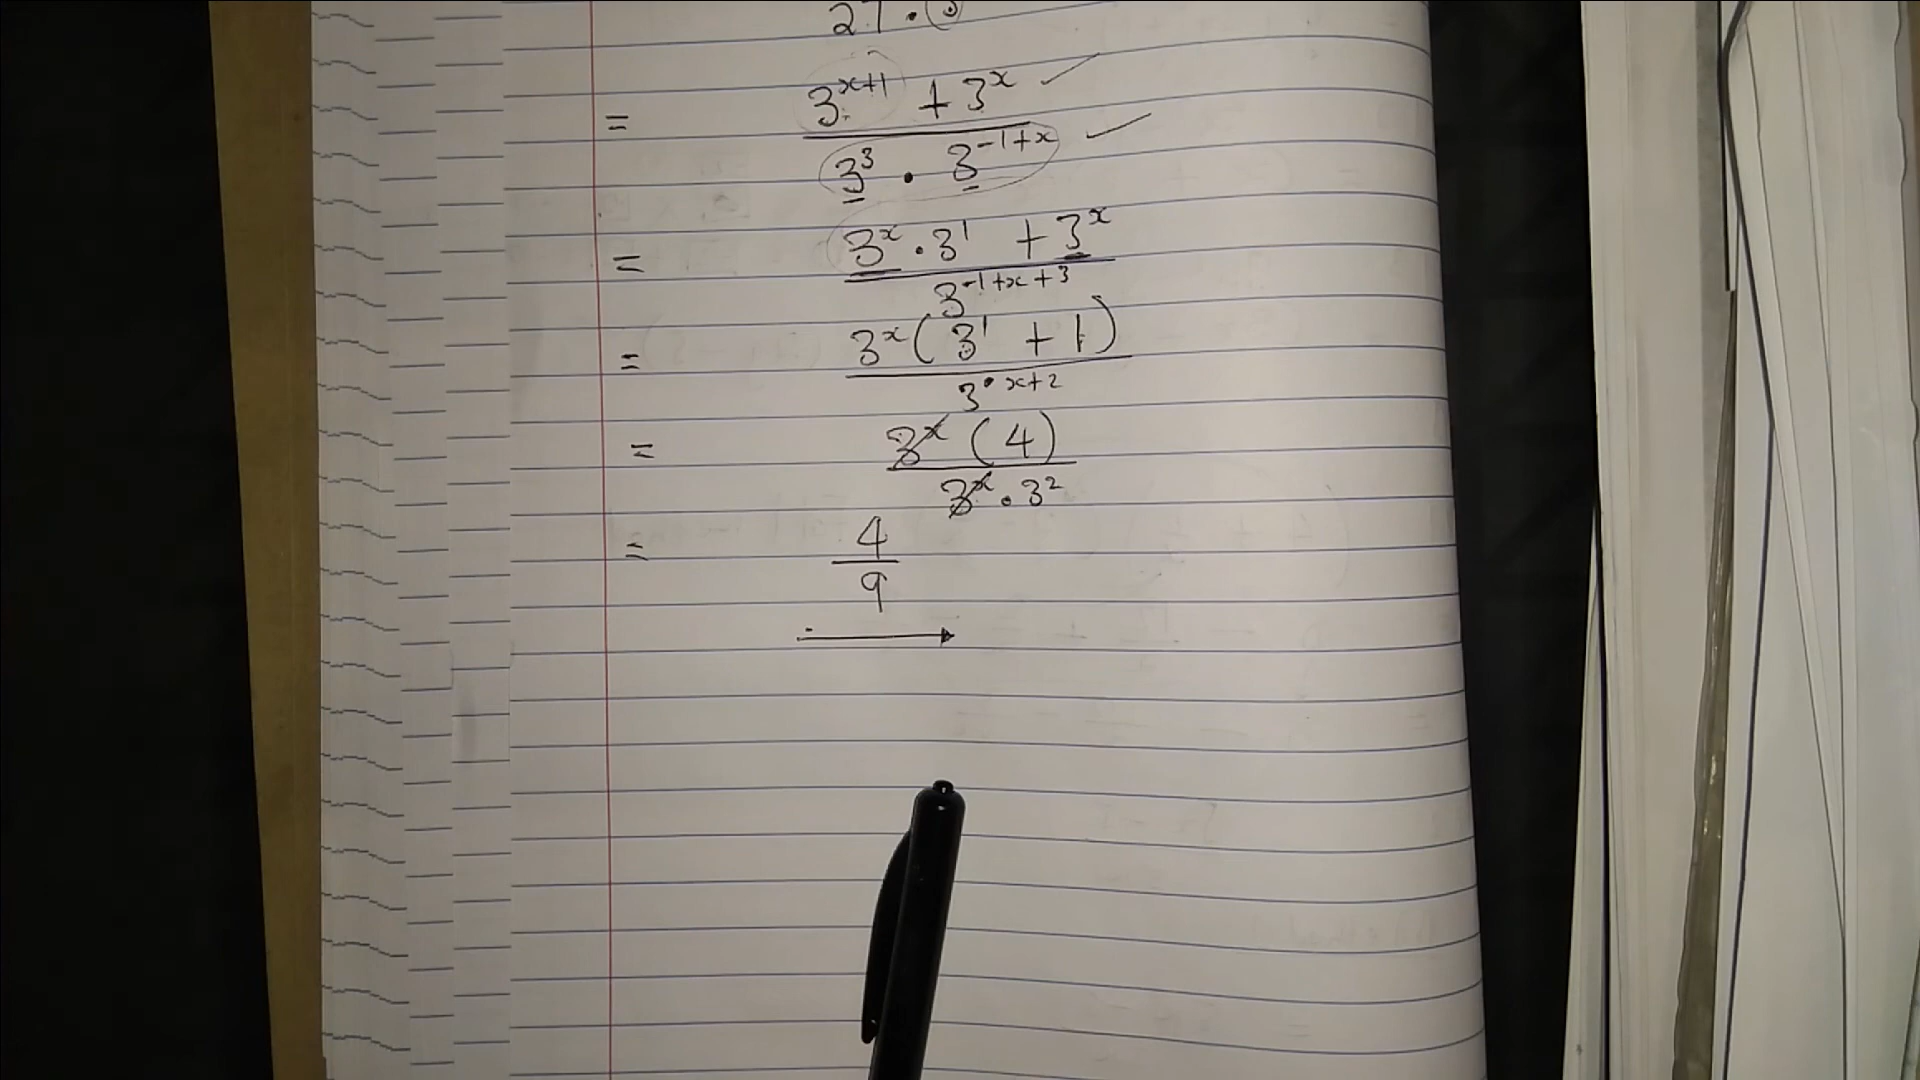 27 · (
= (3^(x+1) + 3^x) / (3^3 · 3^(-1+x))
= (3^x · 3^1 + 3^x) / 3^(-1+x+3)
= 3^x(3^1 + 1) / 3^(x+2)
= 3^x (4) / (3^x · 3^2)
= 4/9